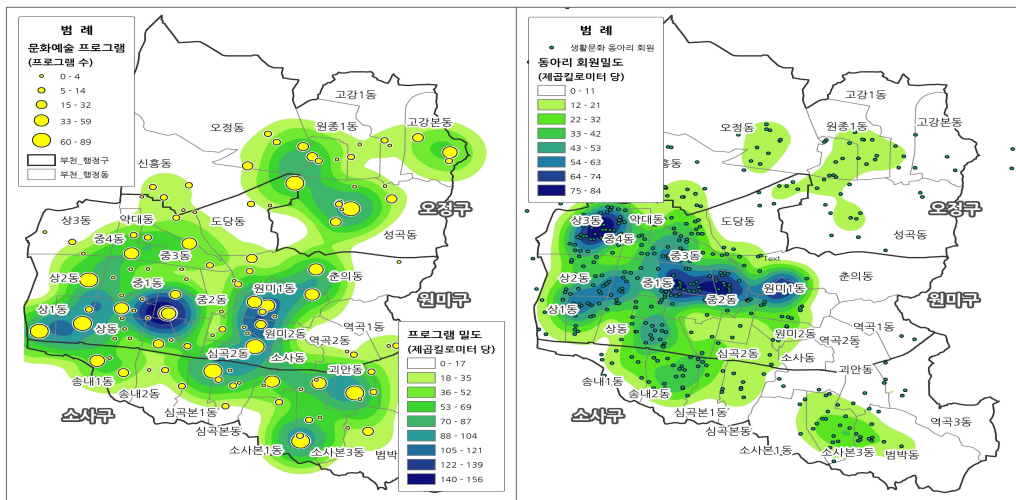 범 례
문화예술 프로그램
(프로그램 수)
0 - 4
5 - 14
15 - 32
33 - 59
60 - 89
부천_행정구
부천_행정동
고강1동
오정동
원종1동
고강본동
신흥동
오정구
상3동
약대동
도당동
성곡동
중4동
중3동
상2동
중1동
중2동
원미1동
춘의동
원미구
상1동
상동
원미2동
역곡1동
역곡2동
심곡2동
소사동
괴안동
송내1동
송내2동
심곡본1동
소사구
심곡본동
소사본1동
소사본3동
범박
프로그램 밀도
(제곱킬로미터 당)
0 - 17
18 - 35
36 - 52
53 - 69
70 - 87
88 - 104
105 - 121
122 - 139
140 - 156
범 례
생활문화 동아리 회원
동아리 회원밀도
(제곱킬로미터 당)
0 - 11
12 - 21
22 - 32
33 - 42
43 - 53
54 - 63
64 - 74
75 - 84
고강1동
오정동
원종1동
고강본동
신흥동
오정구
상3동
약대동
도당동
성곡동
중4동
중3동
Text
상2동
중1동
중2동
원미1동
춘의동
원미구
상1동
상동
원미2동
역곡1동
역곡2동
심곡2동
소사동
괴안동
송내1동
송내2동
심곡본1동
소사구
심곡본동
역곡3동
소사본1동
소사본3동
범박동